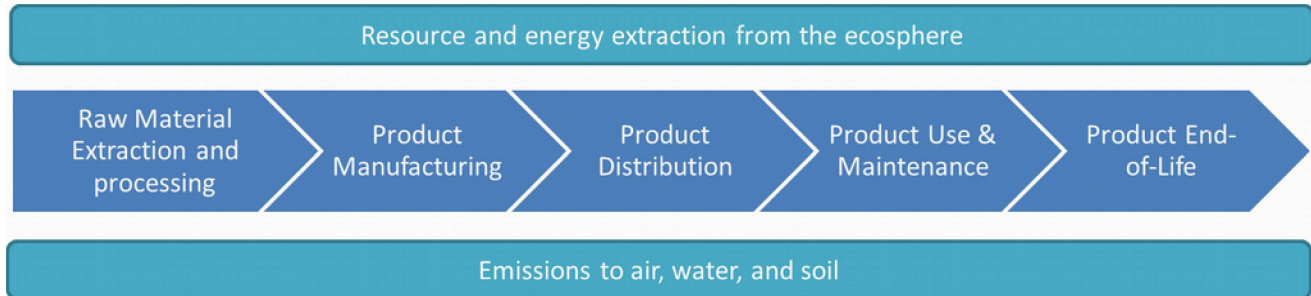 Resource and energy extraction from the ecosphere
Raw Material
Extraction and
processing
Product
Manufacturing
Product
Distribution
Product Use &
Maintenance
Product End-
of-Life
Emissions to air, water, and soil